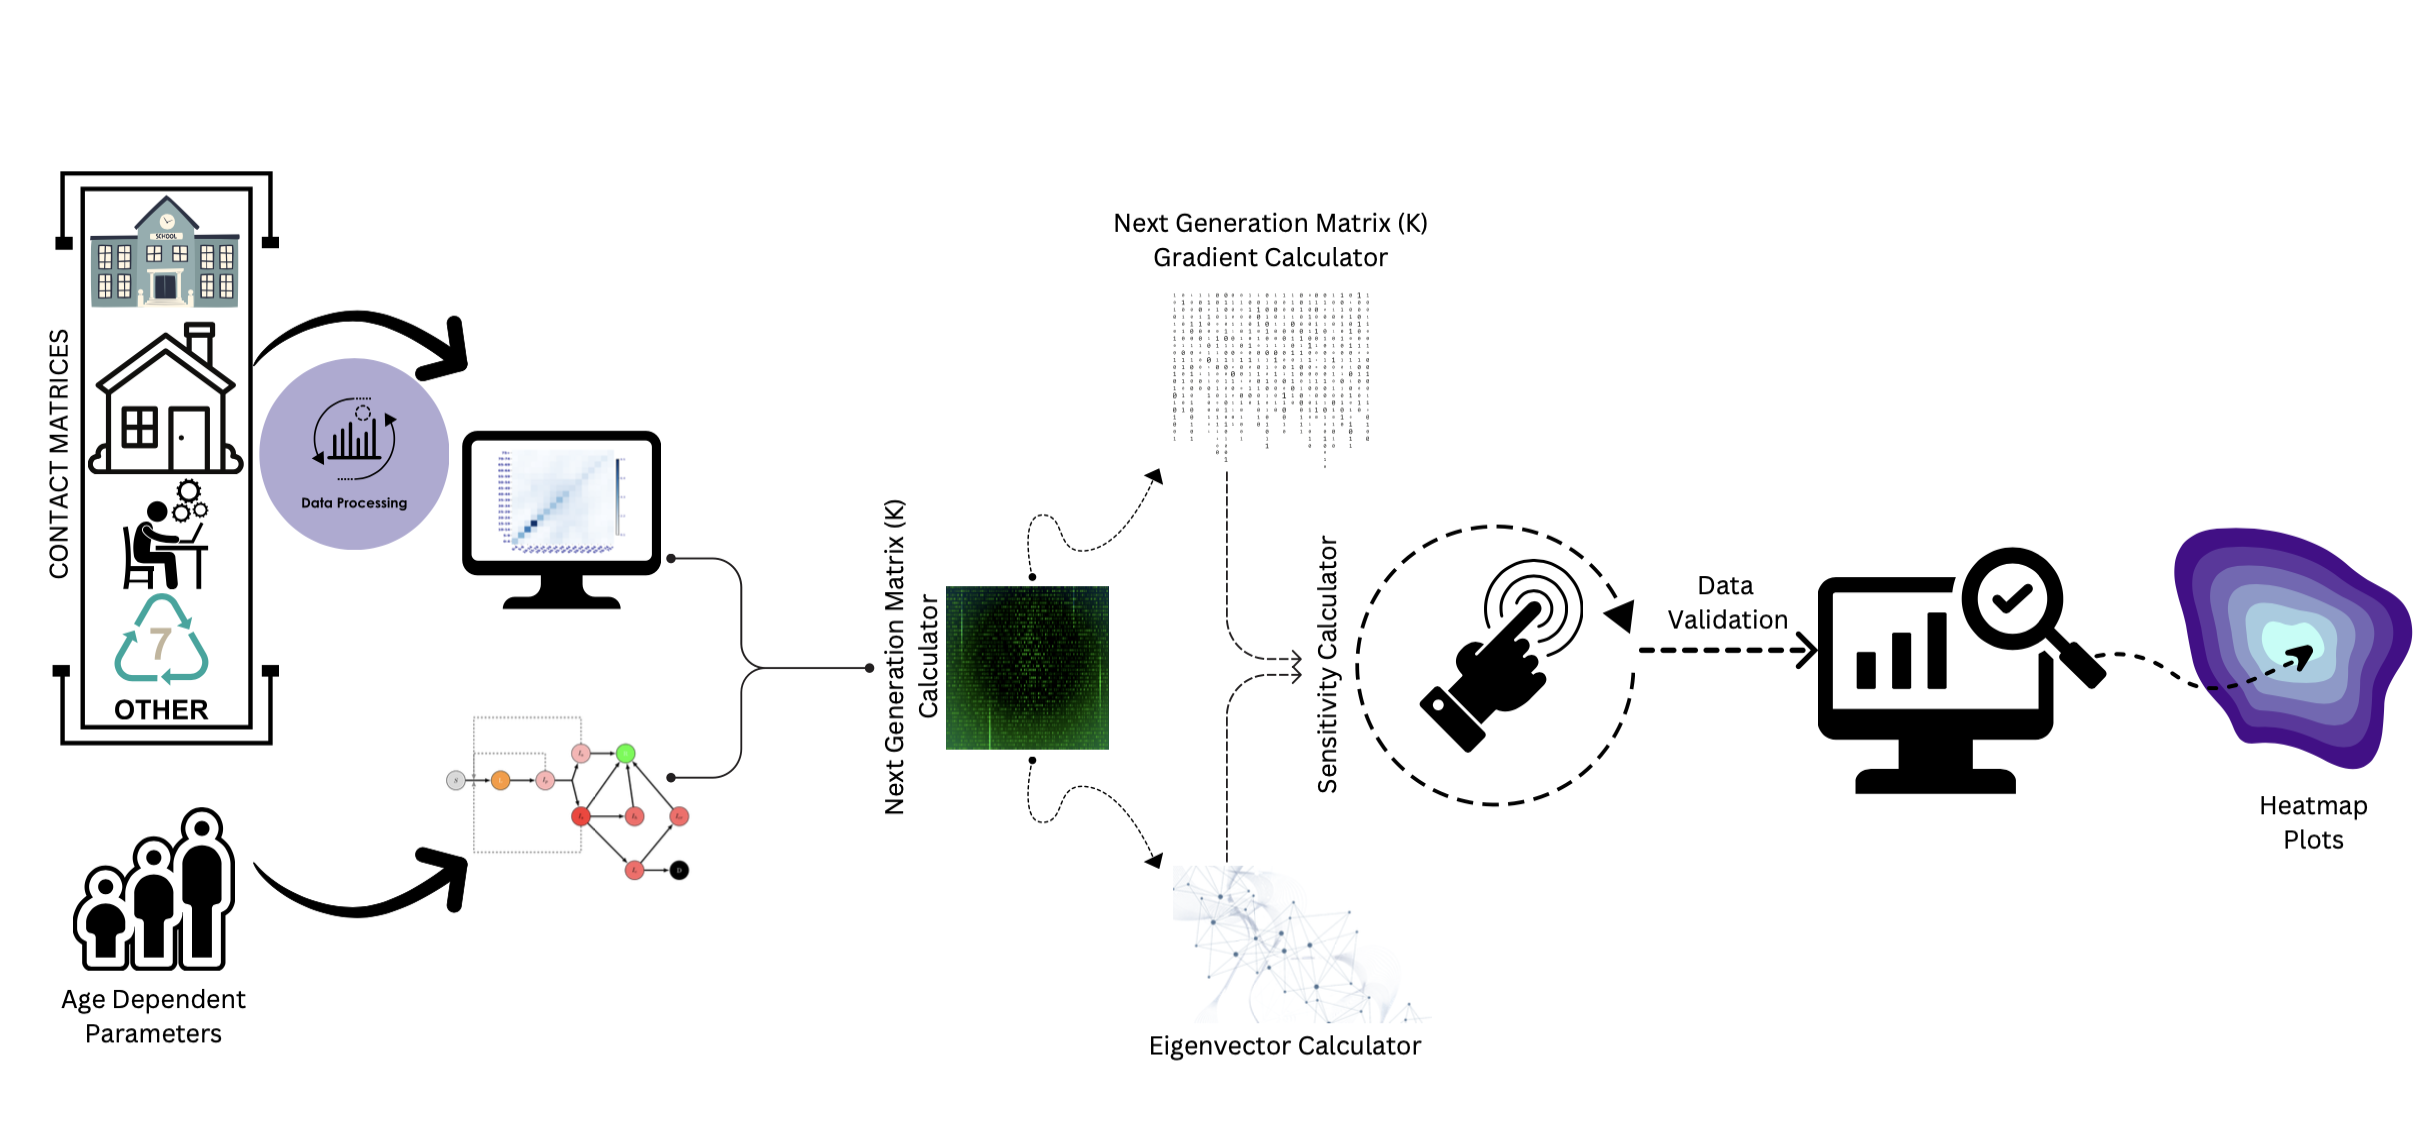 CONTACT MATRICES
SCHOOL
7
OTHER
Data Processing
Age Dependent
Parameters
S
D
Next Generation Matrix (K)
Calculator
Next Generation Matrix (K)
Gradient Calculator
Eigenvector Calculator
Sensitivity Calculator
Data
Validation
Heatmap
Plots